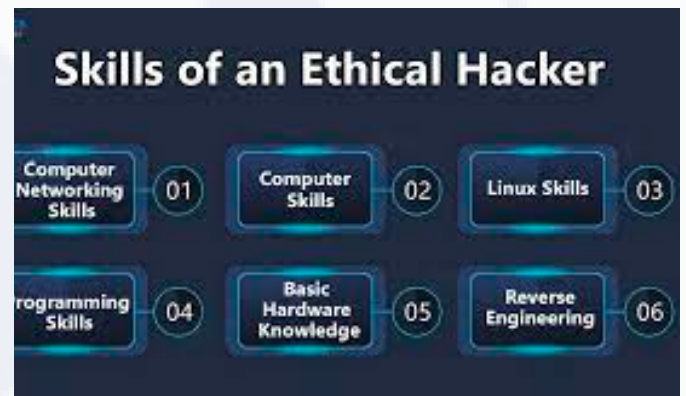 Skills of an Ethical Hacker
Computer
Networking
Skills
01
Computer
Skills
02
Linux Skills
03
rogramming
Skills
04
Basic
Hardware
Knowledge
05
Reverse
Engineering
06